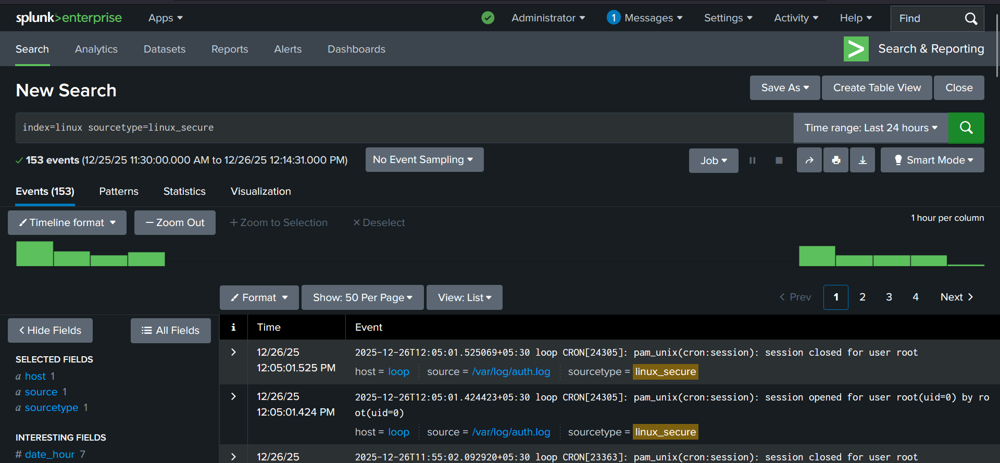 splunk>enterprise Apps Administrator 1 Messages Settings Activity Help Find
Search Analytics Datasets Reports Alerts Dashboards Search & Reporting
New Search Save As Create Table View Close
index=linux sourcetype=linux_secure Time range: Last 24 hours
153 events (12/25/25 11:30:00.000 AM to 12/26/25 12:14:31.000 PM) No Event Sampling Job Smart Mode
Events (153) Patterns Statistics Visualization
Timeline format Zoom Out Zoom to Selection Deselect 1 hour per column
Format Show: 50 Per Page View: List Prev 1 2 3 4 Next
Hide Fields All Fields
i Time Event
SELECTED FIELDS
a host 1
a source 1
a sourcetype 1
INTERESTING FIELDS
# date_hour 7
12/26/25
12:05:01.525 PM
2025-12-26T12:05:01.525069+05:30 loop CRON[24305]: pam_unix(cron:session): session closed for user root
host = loop source = /var/log/auth.log sourcetype = linux_secure
12/26/25
12:05:01.424 PM
2025-12-26T12:05:01.424423+05:30 loop CRON[24305]: pam_unix(cron:session): session opened for user root(uid=0) by ro
ot(uid=0)
host = loop source = /var/log/auth.log sourcetype = linux_secure
12/26/25
2025-12-26T11:55:02.092920+05:30 loop CRON[23363]: pam_unix(cron:session): session closed for user root